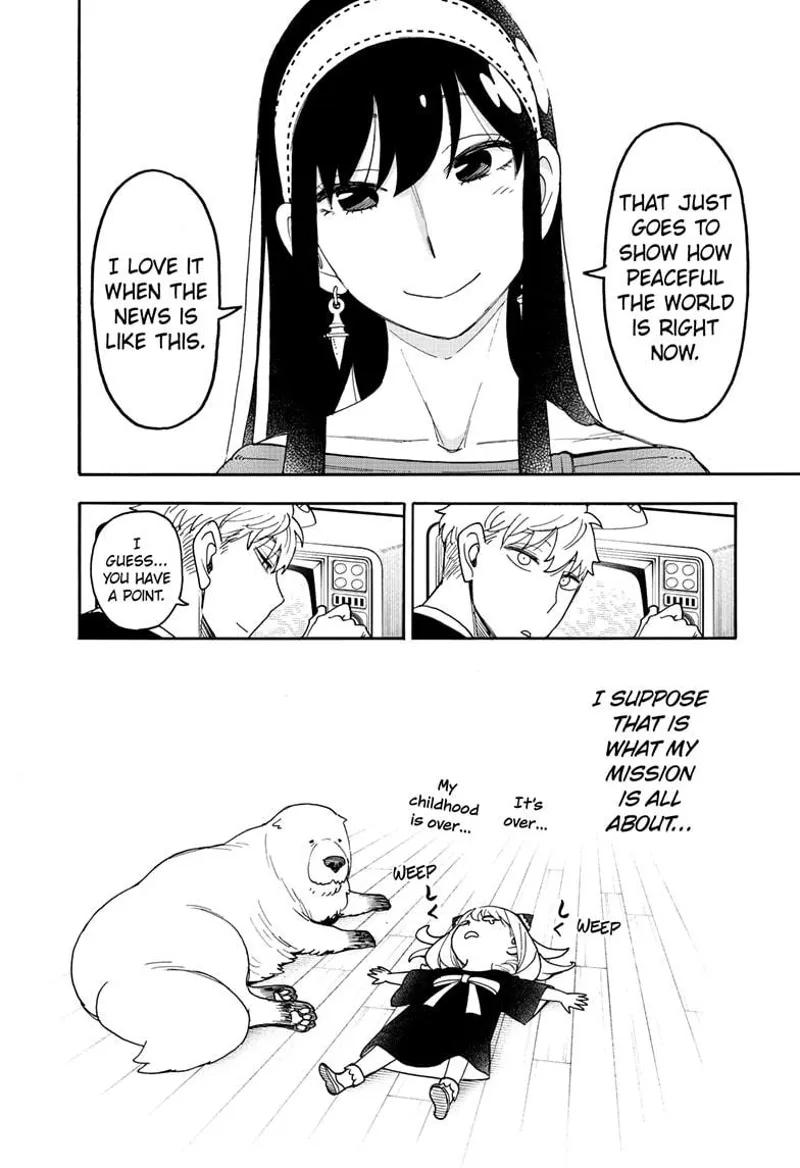 THAT JUST
GOES TO
SHOW HOW
PEACEFUL
THE WORLD
IS RIGHT
NOW.
I LOVE IT
WHEN THE
NEWS IS
LIKE THIS.
I
GUESS...
YOU HAVE
A POINT.
I SUPPOSE
THAT IS
WHAT MY
MISSION
IS ALL
ABOUT...
It's
over...
My
childhood
is over...
WEEP
WEEP